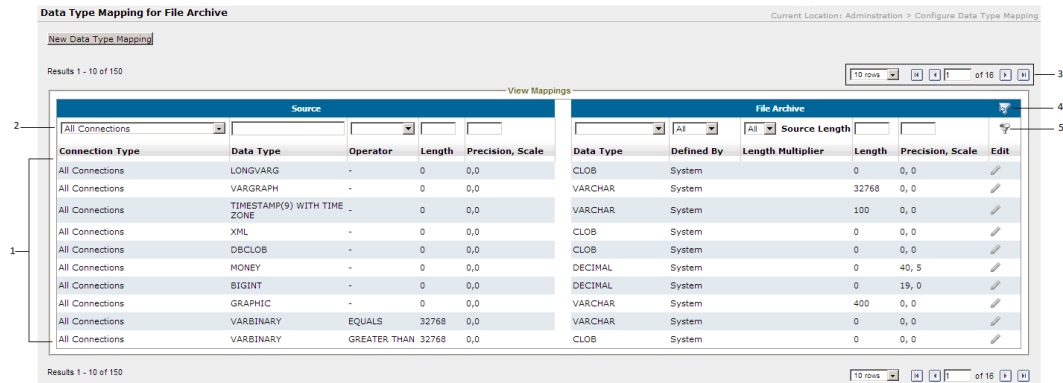 Data Type Mapping for File Archive
Current Location: Adminstration > Configure Data Type Mapping
New Data Type Mapping
Results 1 - 10 of 150
10 rows 1 of 16 3
View Mappings
Source File Archive 4
2 All Connections All All Source Length 5
Connection Type Data Type Operator Length Precision, Scale Data Type Defined By Length Multiplier Length Precision, Scale Edit
All Connections LONGVARG - 0 0,0 CLOB System 0 0, 0
All Connections VARGRAPH - 0 0,0 VARCHAR System 32768 0, 0
All Connections TIMESTAMP(9) WITH TIME ZONE - 0 0,0 VARCHAR System 100 0, 0
All Connections XML - 0 0,0 CLOB System 0 0, 0
1 All Connections DBCLOB - 0 0,0 CLOB System 0 0, 0
All Connections MONEY - 0 0,0 DECIMAL System 0 40, 5
All Connections BIGINT - 0 0,0 DECIMAL System 0 19, 0
All Connections GRAPHIC - 0 0,0 VARCHAR System 400 0, 0
All Connections VARBINARY EQUALS 32768 0,0 VARCHAR System 0 0, 0
All Connections VARBINARY GREATER THAN 32768 0,0 CLOB System 0 0, 0
Results 1 - 10 of 150
10 rows 1 of 16